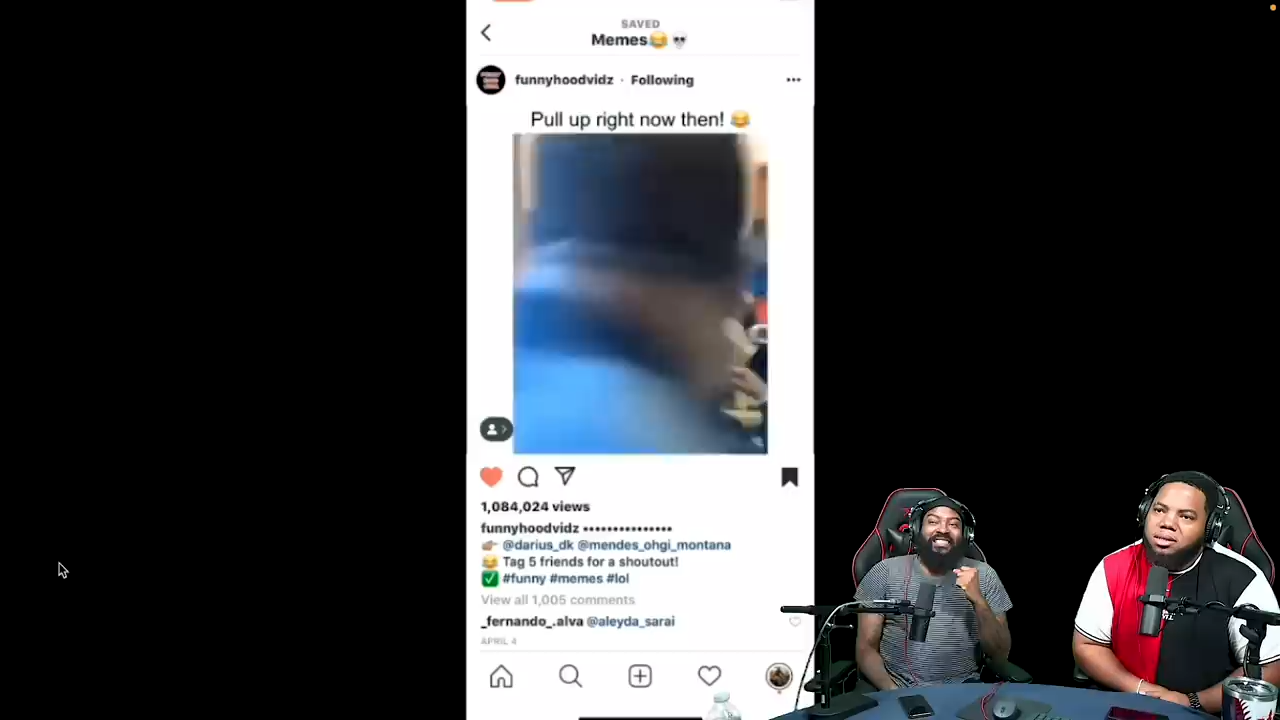 SAVED
Memes😂💀
funnyhoodvidz · Following
Pull up right now then! 😂
1,084,024 views
funnyhoodvidz •••••••••••••••
👉🏽 @darius_dk @mendes_ohgi_montana
😂 Tag 5 friends for a shoutout!
✅ #funny #memes #lol
View all 1,005 comments
_fernando_.alva @aleyda_sarai
APRIL 4